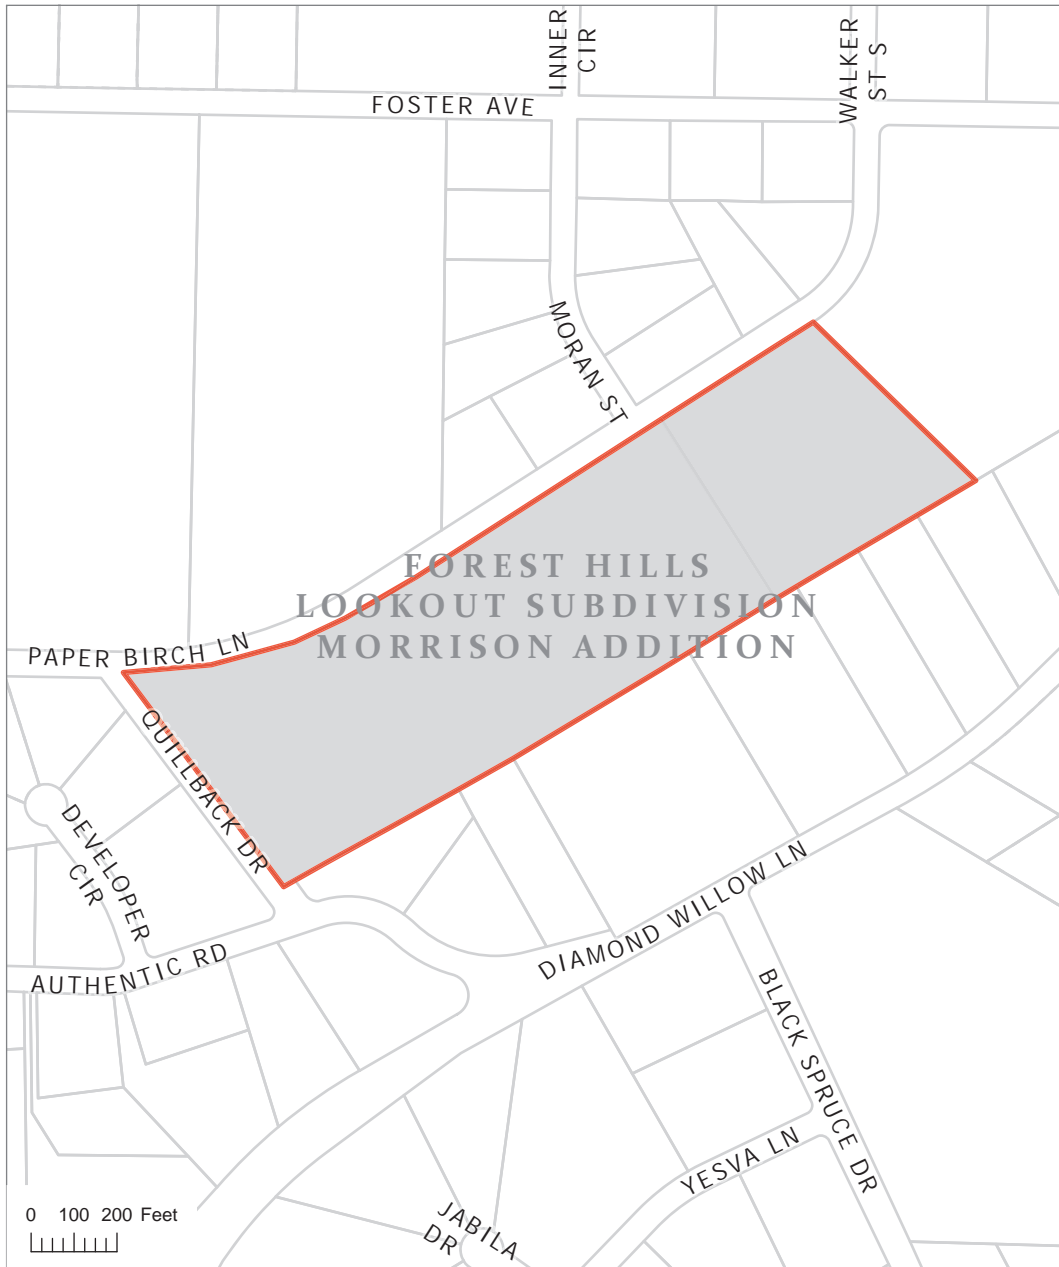 INNER
CIR
WALKER
ST S
FOSTER AVE
MORAN ST
FOREST HILLS
LOOKOUT SUBDIVISION
MORRISON ADDITION
PAPER BIRCH LN
QUILLBACK DR
DEVELOPER
CIR
AUTHENTIC RD
DIAMOND WILLOW LN
BLACK SPRUCE DR
YESVA LN
JABILA
DR
0 100 200 Feet